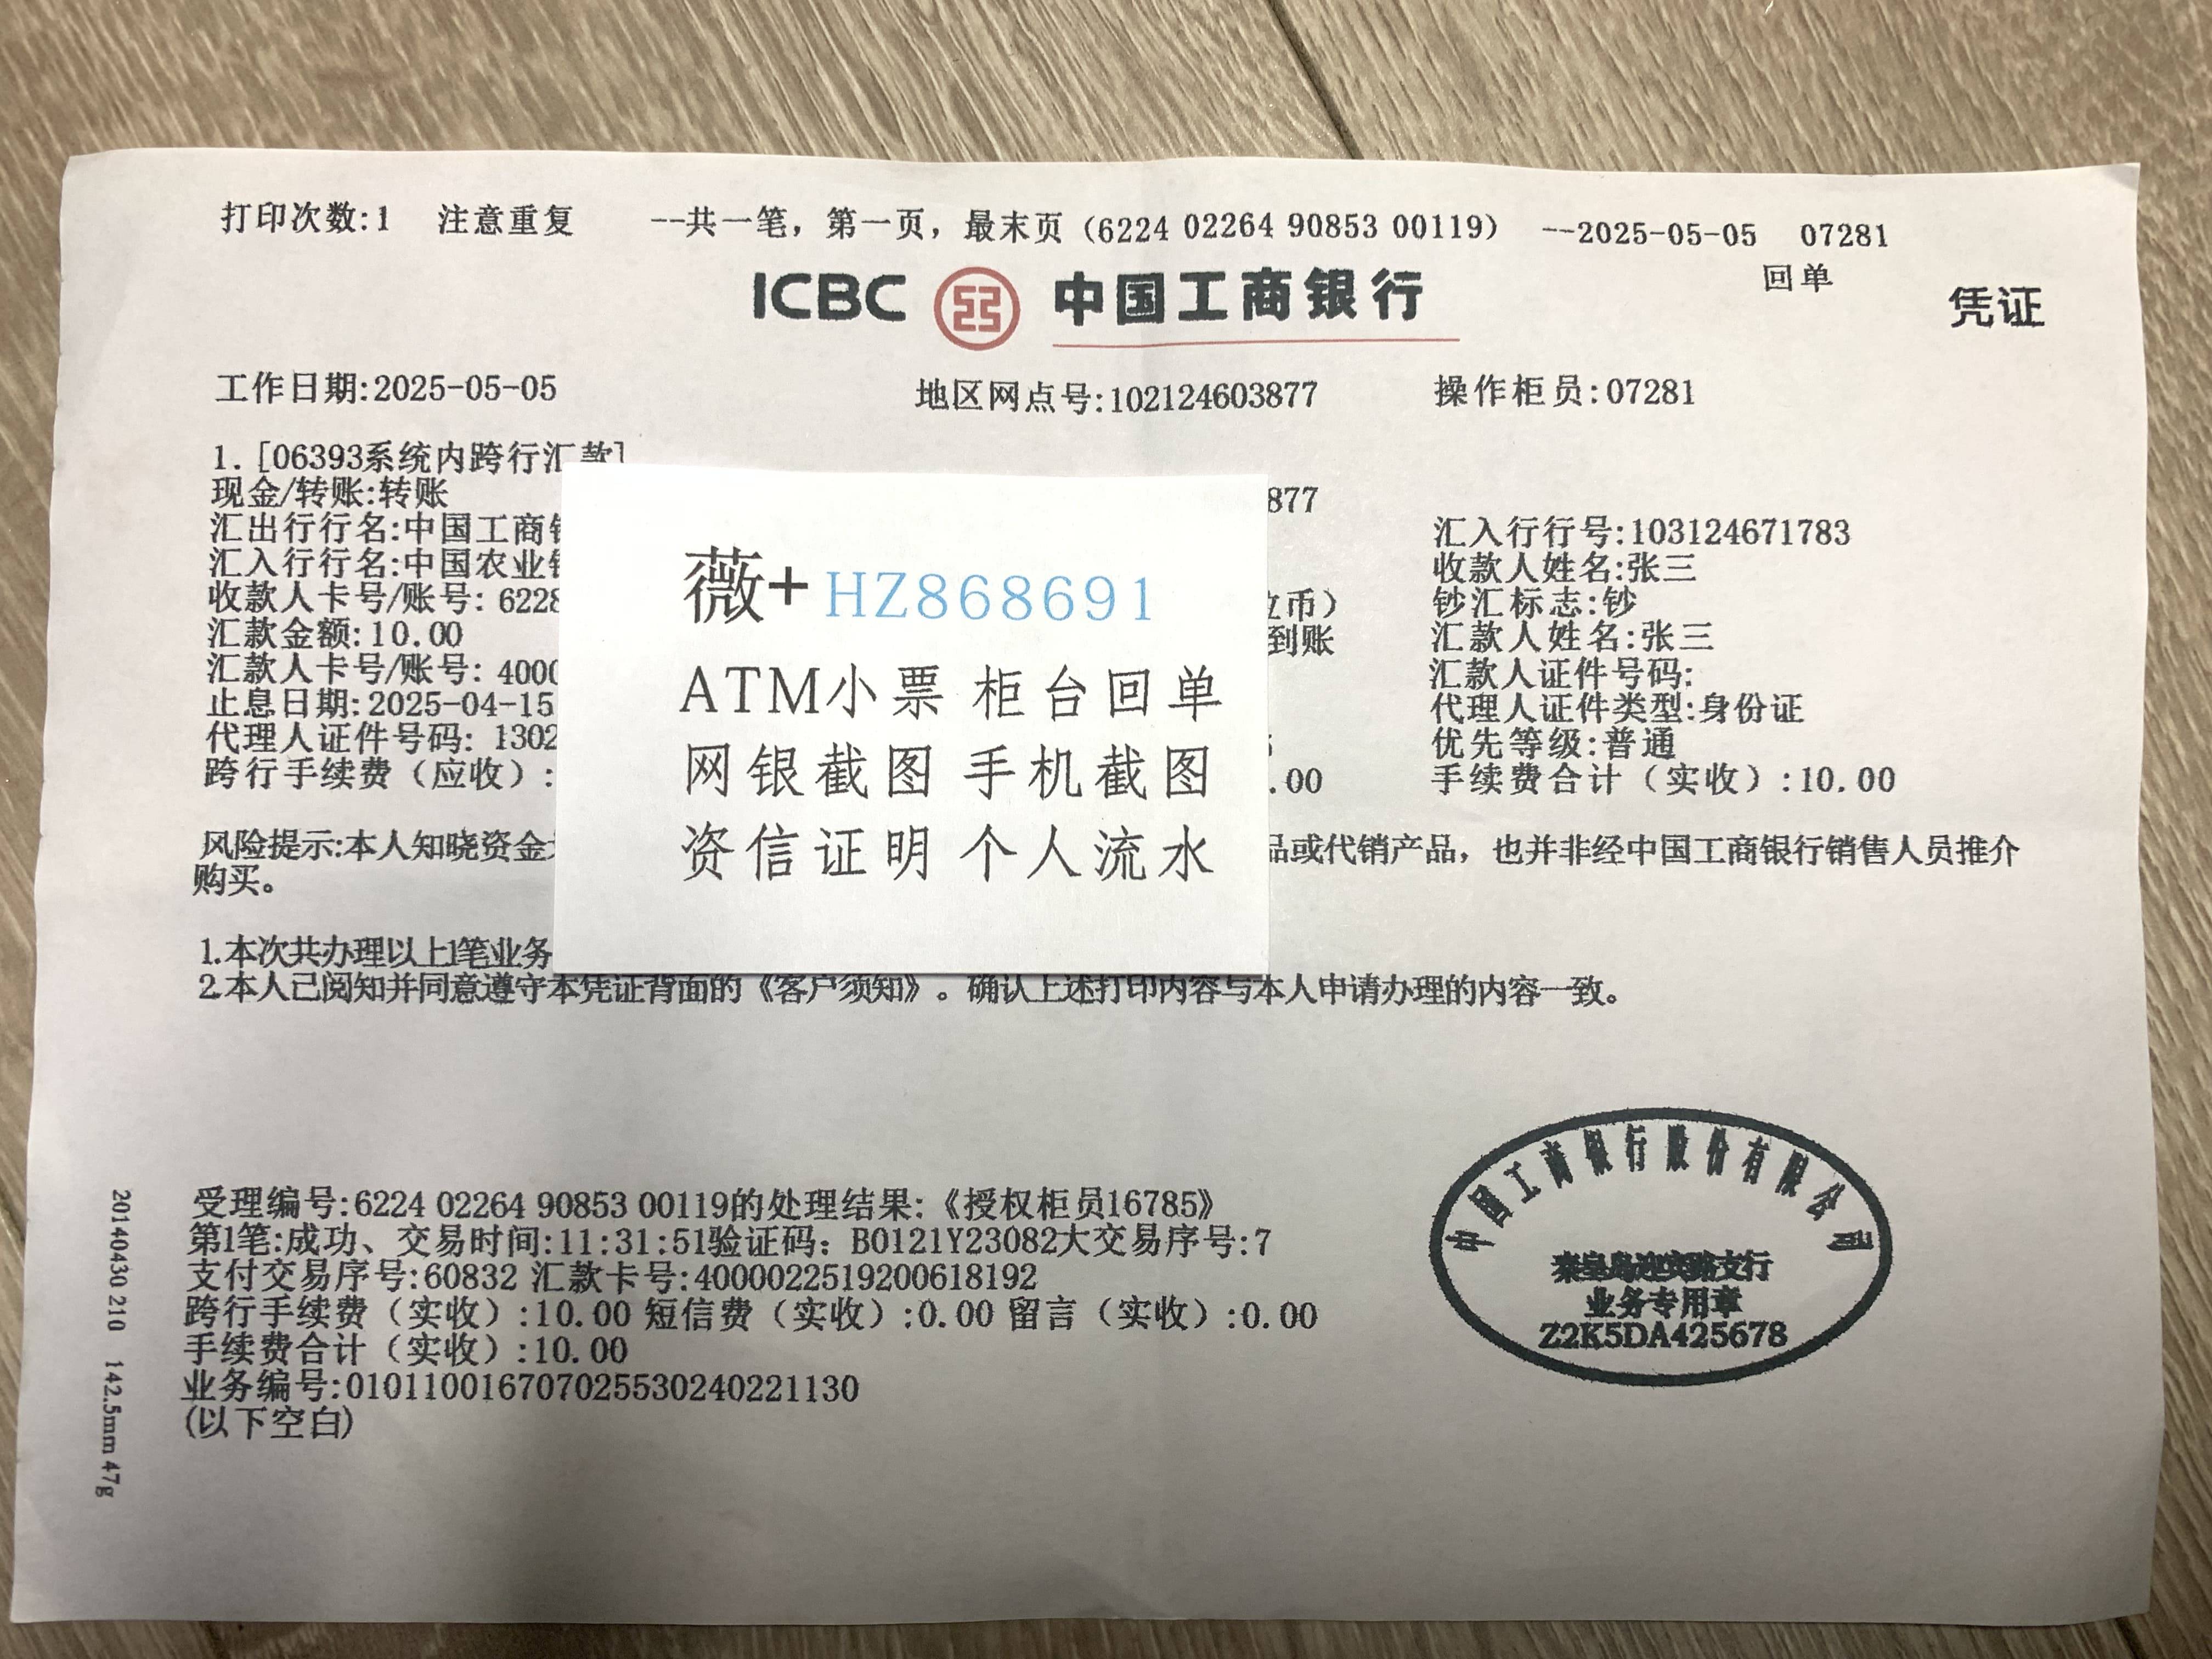 打印次数:1 注意重复 --共一笔，第一页，最末页（6224 02264 90853 00119） --2025-05-05 07281
回单
ICBC 中国工商银行
凭证
工作日期:2025-05-05 地区网点号:102124603877 操作柜员:07281
1.[06393系统内跨行汇款]
现金/转账:转账 877
汇出行行名:中国工商 汇入行行号:103124671783
汇入行行名:中国农业 收款人姓名:张三
收款人卡号/账号: 6228 币） 钞汇标志:钞
汇款金额:10.00 到账 汇款人姓名:张三
汇款人卡号/账号: 400 汇款人证件号码:
止息日期:2025-04-15 代理人证件类型:身份证
代理人证件号码: 1302 优先等级:普通
跨行手续费（应收）: .00 手续费合计（实收）:10.00
薇+HZ868691
ATM小票 柜台回单
网银截图 手机截图
资信证明 个人流水
风险提示:本人知晓资金 品或代销产品，也并非经中国工商银行销售人员推介
购买。
1.本次共办理以上1笔业务
2.本人已阅知并同意遵守本凭证背面的《客户须知》。确认上述打印内容与本人申请办理的内容一致。
受理编号:6224 02264 90853 00119的处理结果:《授权柜员16785》
第1笔:成功、交易时间:11:31:51验证码：B0121Y23082大交易序号:7
支付交易序号:60832 汇款卡号:4000022519200618192
跨行手续费（实收）:10.00 短信费（实收）:0.00 留言（实收）:0.00
手续费合计（实收）:10.00
业务编号:0101100167070255302402​21130
(以下空白)
中国工商银行股份有限公司
秦皇岛迎宾路支行
业务专用章
Z2K5DA425678
20140430 210 142.5mm 47g